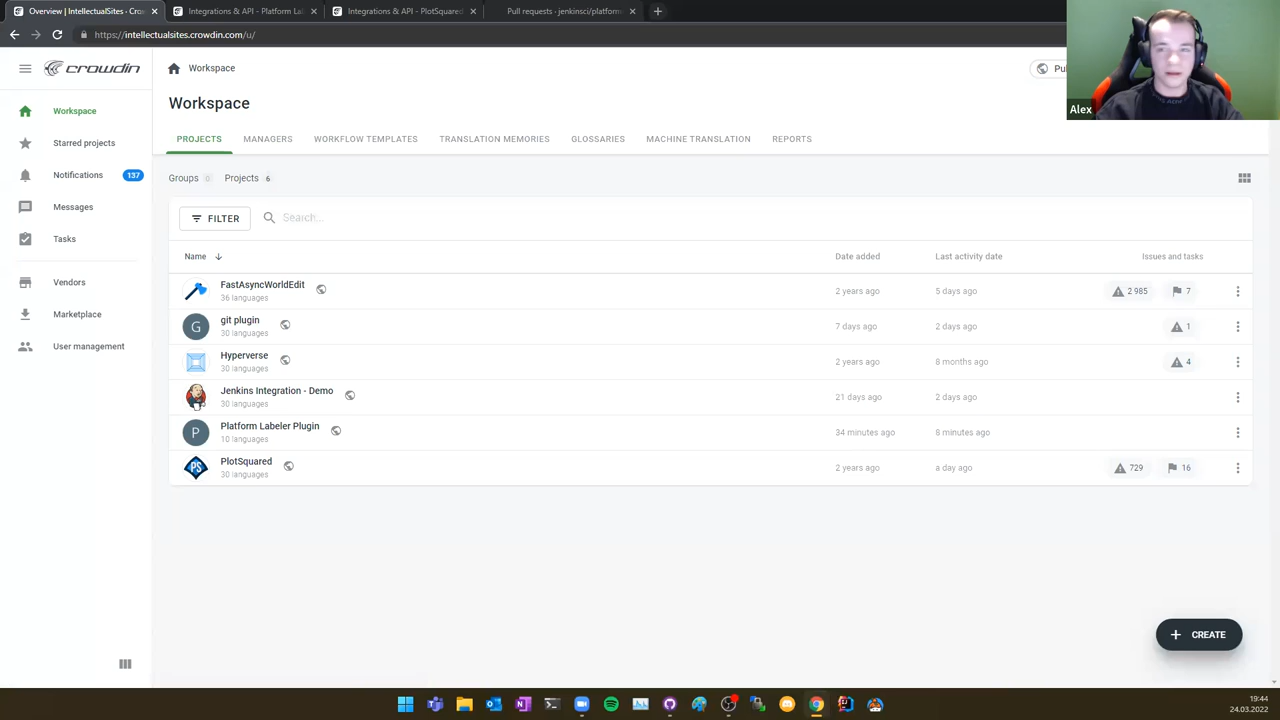 Overview | IntellectualSites · Cr
Integrations & API - Platform Lab
Integrations & API - PlotSquared
Pull requests · jenkinsci/platform
https://intellectualsites.crowdin.com/u/
crowdin
Workspace
Pu
Alex
Workspace
Workspace
Starred projects
Notifications 137
Messages
Tasks
Vendors
Marketplace
User management
PROJECTS MANAGERS WORKFLOW TEMPLATES TRANSLATION MEMORIES GLOSSARIES MACHINE TRANSLATION REPORTS
Groups 0 Projects 6
FILTER Search...
Name Date added Last activity date Issues and tasks
FastAsyncWorldEdit
36 languages
2 years ago 5 days ago 2 985 7
G
git plugin
30 languages
7 days ago 2 days ago 1
Hyperverse
30 languages
2 years ago 8 months ago 4
Jenkins Integration - Demo
30 languages
21 days ago 2 days ago
P
Platform Labeler Plugin
10 languages
34 minutes ago 8 minutes ago
PS
PlotSquared
30 languages
2 years ago a day ago 729 16
CREATE
19:44
24.03.2022